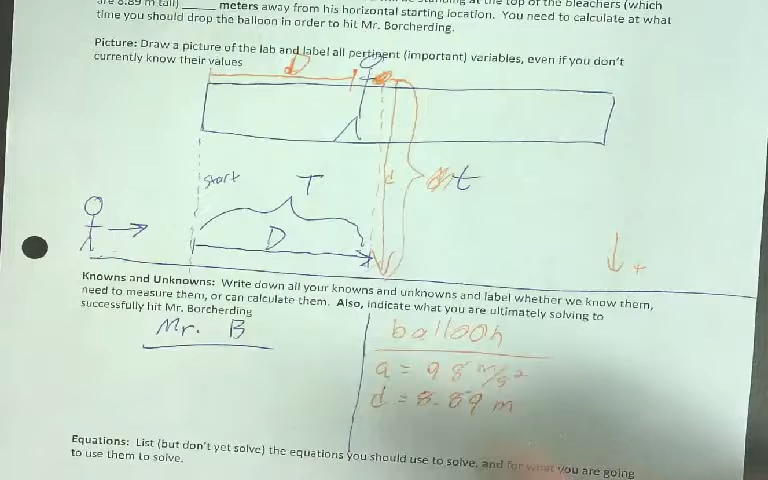 are 8.89 m tall) ______ meters away from his horizontal starting location. You need to calculate at what
time you should drop the balloon in order to hit Mr. Borcherding.
Picture: Draw a picture of the lab and label all pertinent (important) variables, even if you don't
currently know their values
D
d
t
start
T
D
+
Knowns and Unknowns: Write down all your knowns and unknowns and label whether we know them,
need to measure them, or can calculate them. Also, indicate what you are ultimately solving to
successfully hit Mr. Borcherding
Mr. B
balloon
a = 9.8 m/s²
d = 8.89 m
Equations: List (but don't yet solve) the equations you should use to solve, and for what you are going
to use them to solve.